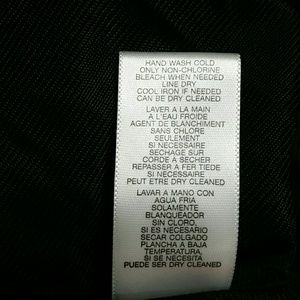 HAND WASH COLD
ONLY NON-CHLORINE
BLEACH WHEN NEEDED
LINE DRY
COOL IRON IF NEEDED
CAN BE DRY CLEANED
LAVER A LA MAIN
A L'EAU FROIDE
AGENT DE BLANCHIMENT
SANS CHLORE
SEULEMENT
SI NECESSAIRE
SECHAGE SUR
CORDE A SECHER
REPASSER A FER TIEDE
SI NECESSAIRE
PEUT ETRE DRY CLEANED
LAVAR A MANO CON
AGUA FRIA
SOLAMENTE
BLANQUEADOR
SIN CLORO,
SI ES NECESARIO
SECAR COLGADO
PLANCHA A BAJA
TEMPERATURA,
SI SE NECESITA
PUEDE SER DRY CLEANED